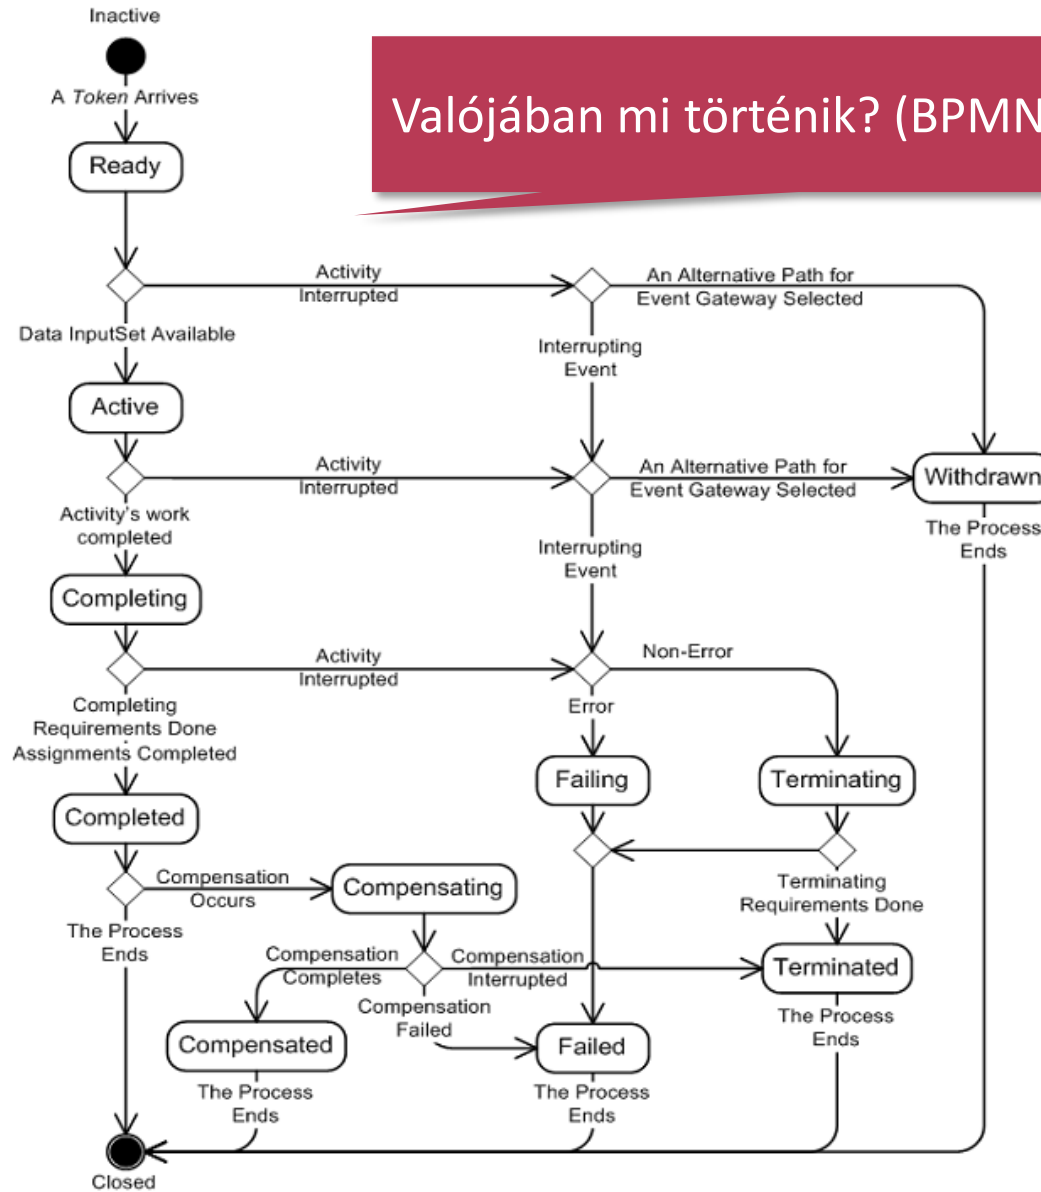 Inactive
A Token Arrives
Valójában mi történik? (BPMN
Ready
Activity
Interrupted
An Alternative Path for
Event Gateway Selected
Data InputSet Available
Interrupting
Event
Active
Activity
Interrupted
An Alternative Path for
Event Gateway Selected
Withdrawn
Activity's work
completed
The Process
Ends
Interrupting
Event
Completing
Activity
Interrupted
Non-Error
Completing
Requirements Done
Assignments Completed
Error
Failing
Terminating
Completed
Compensation
Occurs
Compensating
Terminating
Requirements Done
The Process
Ends
Compensation
Completes
Compensation
Interrupted
Terminated
Compensation
Failed
The Process
Ends
Compensated
Failed
The Process
Ends
The Process
Ends
Closed